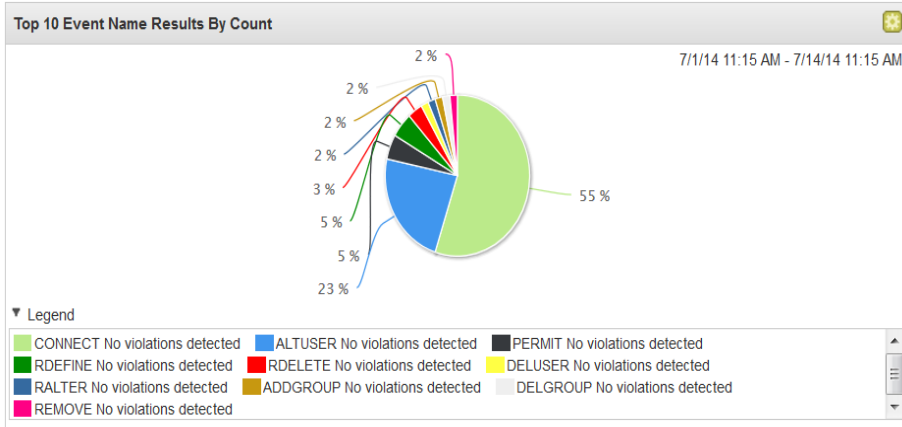 Top 10 Event Name Results By Count
7/1/14 11:15 AM - 7/14/14 11:15 AM
2 %
2 %
2 %
2 %
3 %
5 %
5 %
23 %
55 %
Legend
CONNECT No violations detected ALTUSER No violations detected PERMIT No violations detected
RDEFINE No violations detected RDELETE No violations detected DELUSER No violations detected
RALTER No violations detected ADDGROUP No violations detected DELGROUP No violations detected
REMOVE No violations detected